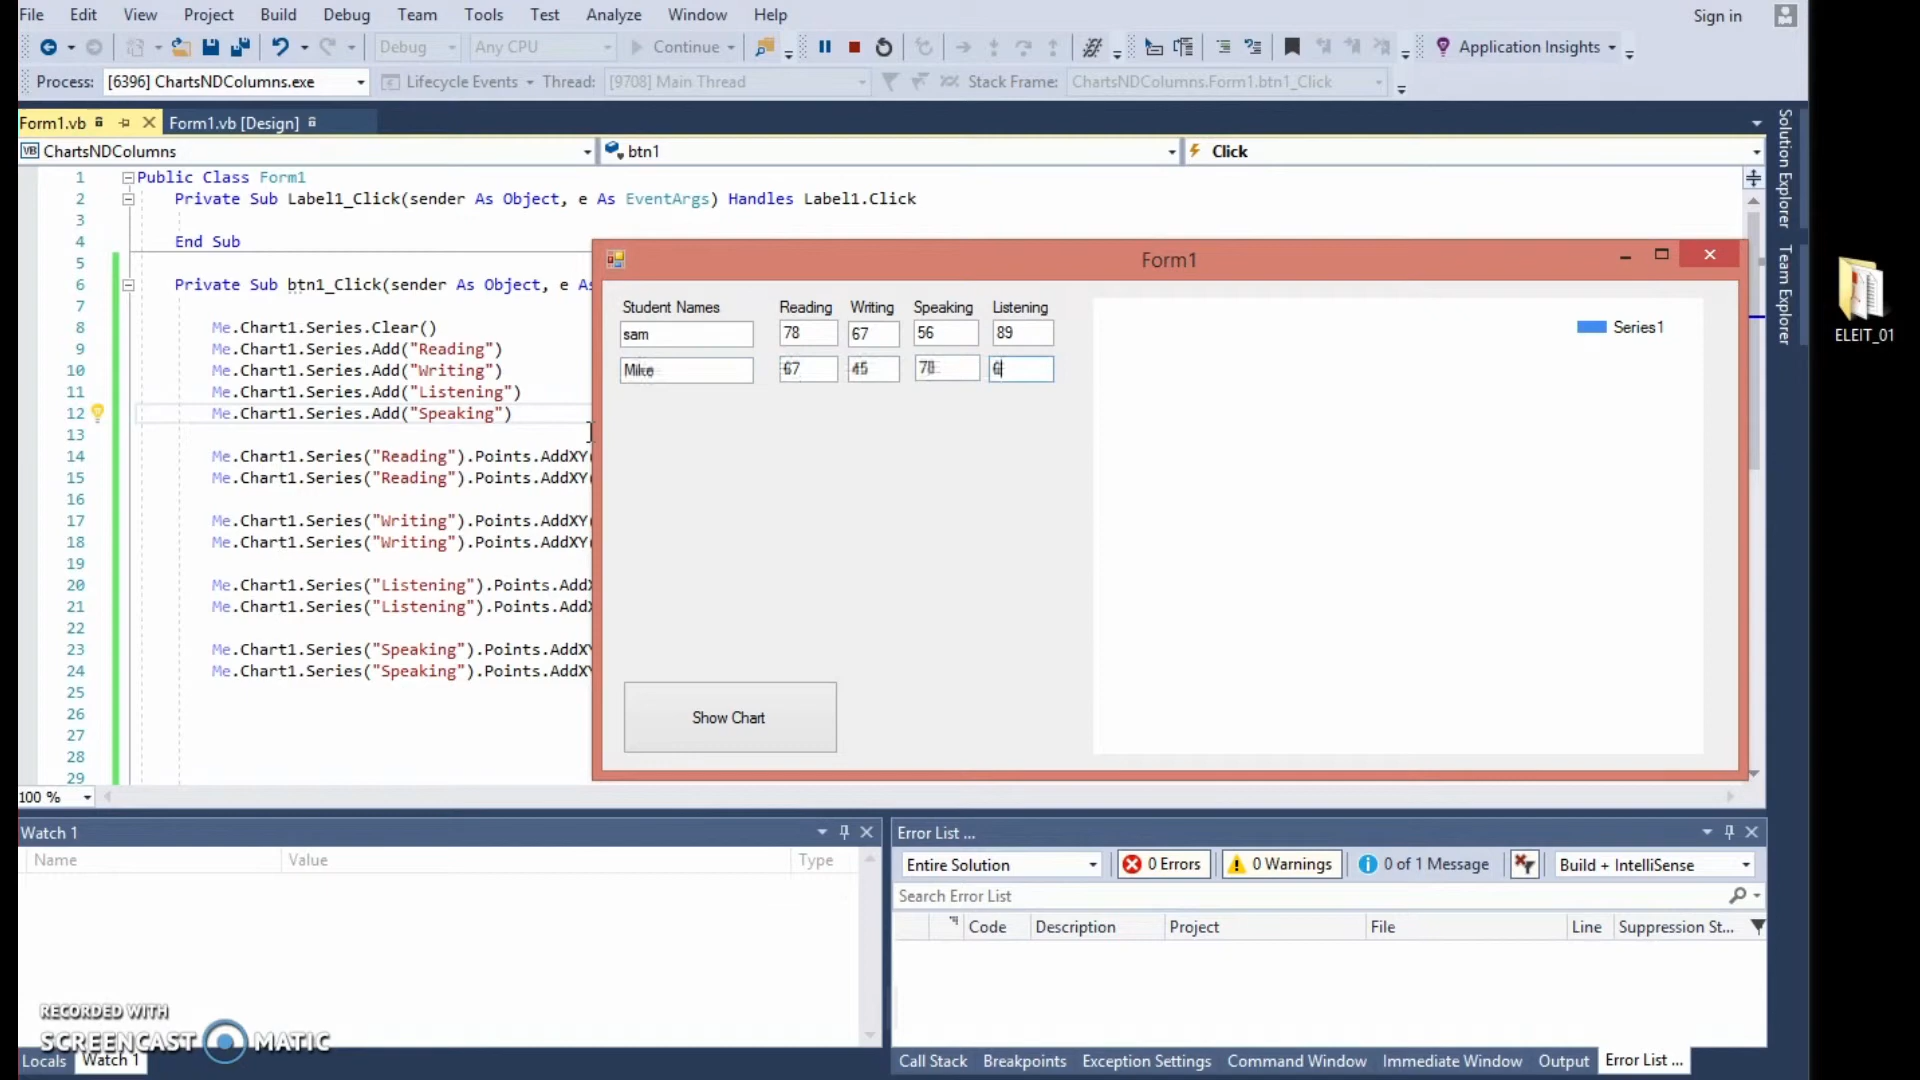 File Edit View Project Build Debug Team Tools Test Analyze Window Help Sign in
Debug Any CPU Continue Application Insights
Process: [6396] ChartsNDColumns.exe Lifecycle Events Thread: [9708] Main Thread Stack Frame: ChartsNDColumns.Form1.btn1_Click
Form1.vb Form1.vb [Design]
VB ChartsNDColumns btn1 Click
1 Public Class Form1
2 Private Sub Label1_Click(sender As Object, e As EventArgs) Handles Label1.Click
3
4 End Sub
5
6 Private Sub btn1_Click(sender As Object, e As
7
8 Me.Chart1.Series.Clear()
9 Me.Chart1.Series.Add("Reading")
10 Me.Chart1.Series.Add("Writing")
11 Me.Chart1.Series.Add("Listening")
12 Me.Chart1.Series.Add("Speaking")
13
14 Me.Chart1.Series("Reading").Points.AddXY(
15 Me.Chart1.Series("Reading").Points.AddXY(
16
17 Me.Chart1.Series("Writing").Points.AddXY(
18 Me.Chart1.Series("Writing").Points.AddXY(
19
20 Me.Chart1.Series("Listening").Points.AddX
21 Me.Chart1.Series("Listening").Points.AddX
22
23 Me.Chart1.Series("Speaking").Points.AddXY
24 Me.Chart1.Series("Speaking").Points.AddXY
25
26
27
28
29
100 %
Form1
Student Names Reading Writing Speaking Listening
sam 78 67 56 89
Mike 67 45 78 6
Series1
Show Chart
Solution Explorer
Team Explorer
ELEIT_01
Watch 1
Name Value Type
Error List ...
Entire Solution 0 Errors 0 Warnings 0 of 1 Message Build + IntelliSense
Search Error List
Code Description Project File Line Suppression St...
RECORDED WITH
SCREENCAST MATIC
Locals Watch 1
Call Stack Breakpoints Exception Settings Command Window Immediate Window Output Error List ...